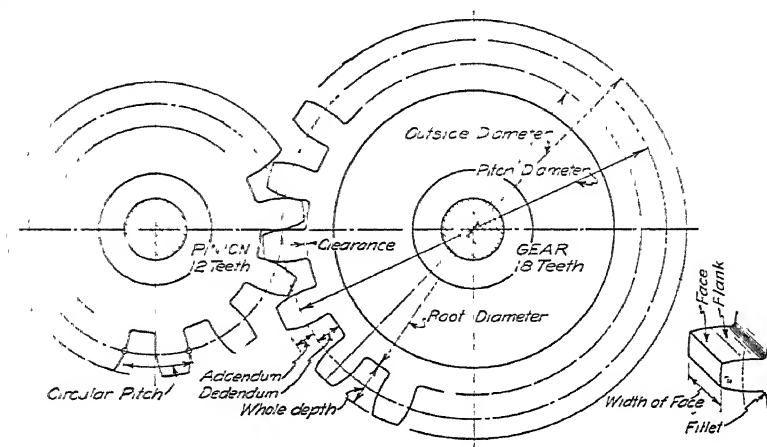 Outside Diameter
Pitch Diameter
PINION
12 Teeth
Clearance
GEAR
18 Teeth
Face
Flank
Root Diameter
Circular Pitch
Addendum
Dedendum
Whole depth
Width of Face
Fillet